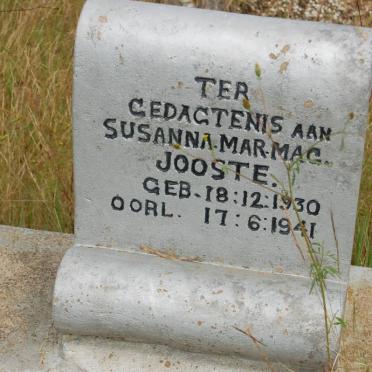 TER
GEDAGTENIS AAN
SUSANNA.MAR.MAG.
JOOSTE.
GEB. 18:12:1930
OORL. 17:6:1941